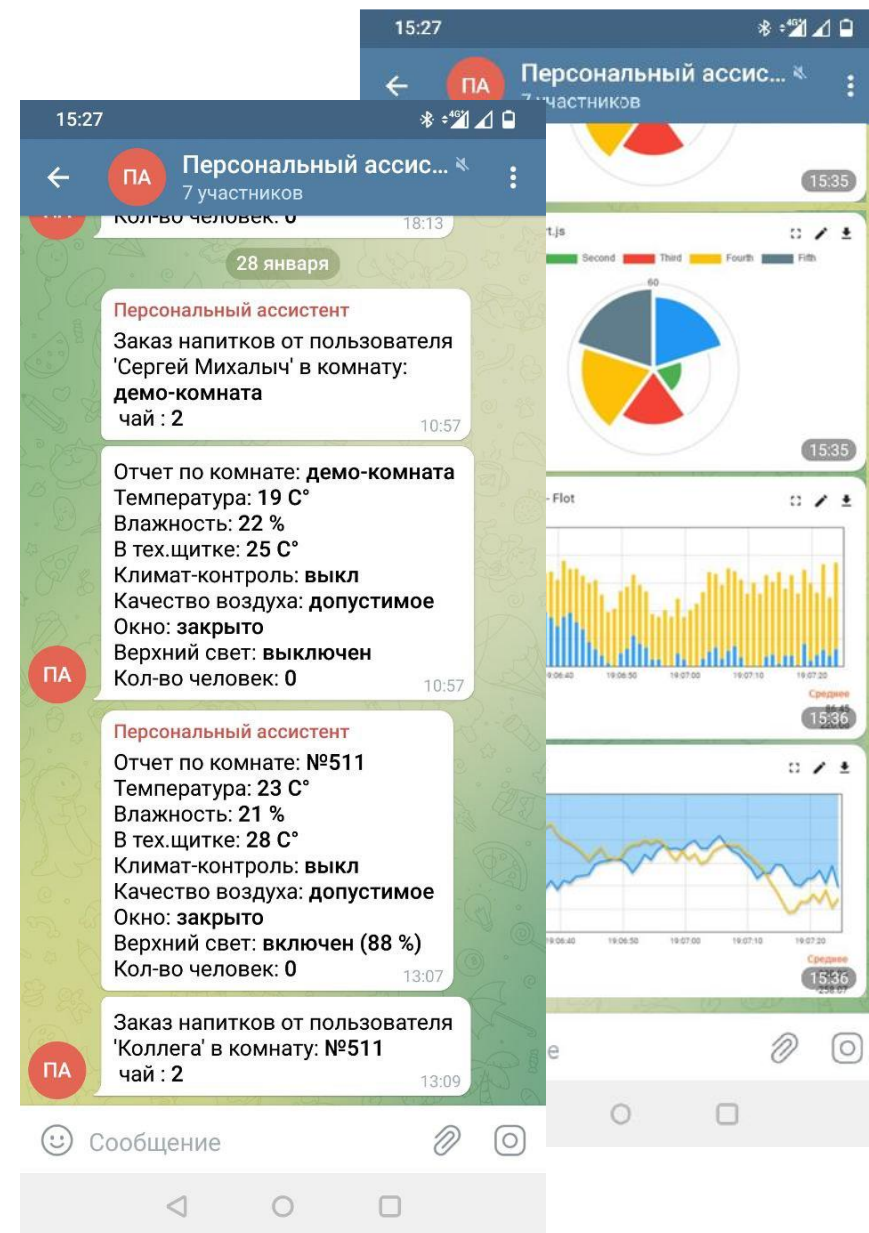 15:27
4G
ПА
Персональный ассис...
7 участников
Кол-во человек: 0
18:13
28 января
Персональный ассистент
Заказ напитков от пользователя
'Сергей Михалыч' в комнату:
демо-комната
чай : 2
10:57
Отчет по комнате: демо-комната
Температура: 19 C°
Влажность: 22 %
В тех.щитке: 25 C°
Климат-контроль: выкл
Качество воздуха: допустимое
Окно: закрыто
Верхний свет: выключен
Кол-во человек: 0
10:57
ПА
Персональный ассистент
Отчет по комнате: №511
Температура: 23 C°
Влажность: 21 %
В тех.щитке: 28 C°
Климат-контроль: выкл
Качество воздуха: допустимое
Окно: закрыто
Верхний свет: включен (88 %)
Кол-во человек: 0
13:07
Заказ напитков от пользователя
'Коллега' в комнату: №511
чай : 2
13:09
ПА
Сообщение
15:27
4G
ПА
Персональный ассис...
7 участников
15:35
t.js
Second Third Fourth Fifth
60
15:35
- Flot
19:06:40 19:06:50 19:07:00 19:07:10 19:07:20
Среднее
15:36
19:06:40 19:06:50 19:07:00 19:07:10 19:07:20
Среднее
15:36
-258.07
е